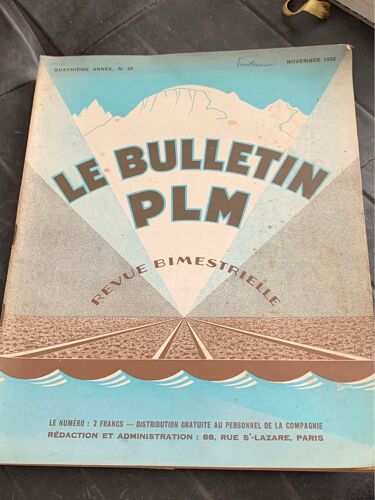 QUATRIÈME ANNÉE, N° 24
NOVEMBRE 1932
LE BULLETIN
PLM
REVUE BIMESTRIELLE
LE NUMÉRO : 2 FRANCS — DISTRIBUTION GRATUITE AU PERSONNEL DE LA COMPAGNIE
RÉDACTION ET ADMINISTRATION : 88, RUE St-LAZARE, PARIS